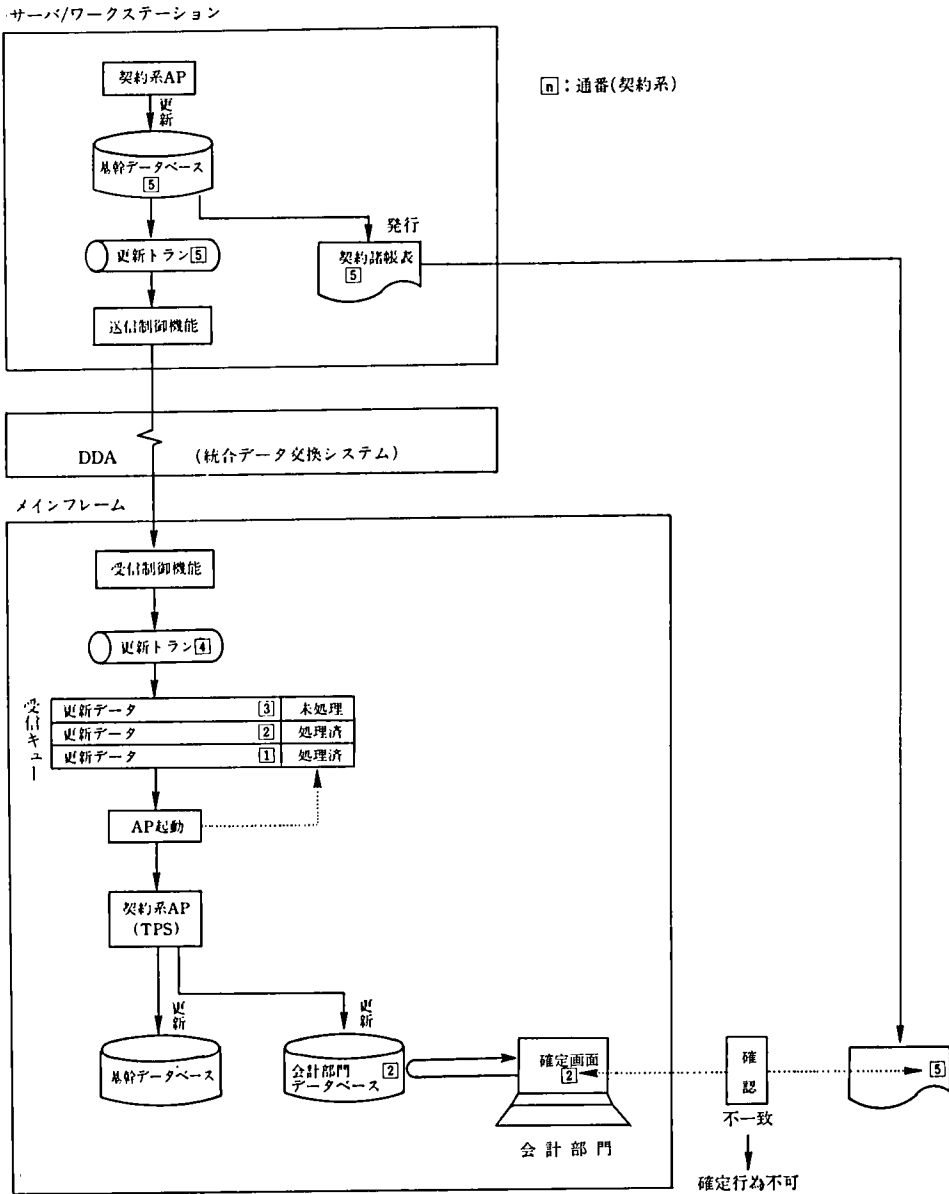 サーバ/ワークステーション
契約系AP
n：通番(契約系)
更新
基幹データベース
5
発行
更新トラン5
契約諸帳表
5
送信制御機能
DDA (統合データ交換システム)
メインフレーム
受信制御機能
更新トラン4
受信キュー
更新データ 3 未処理
更新データ 2 処理済
更新データ 1 処理済
AP起動
契約系AP
(TPS)
更新
更新
基幹データベース
会計部門
データベース
2
確定画面
2
確認
5
不一致
会計部門
確定行為不可